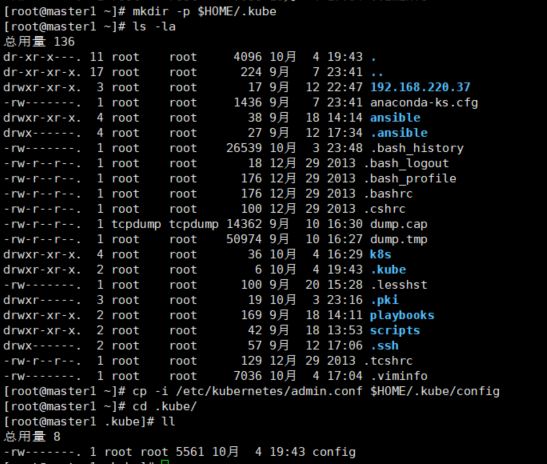 [root@master1 ~]# mkdir -p $HOME/.kube
[root@master1 ~]# ls -la
总用量 136
dr-xr-x---. 11 root    root     4096 10月  4 19:43 .
dr-xr-xr-x. 17 root    root      224 9月   7 23:41 ..
drwxr-xr-x.  3 root    root       17 9月  12 22:47 192.168.220.37
-rw-------.  1 root    root     1436 9月   7 23:41 anaconda-ks.cfg
drwxr-xr-x.  4 root    root       38 9月  18 14:14 ansible
drwx------.  4 root    root       27 9月  12 17:34 .ansible
-rw-------.  1 root    root    26539 10月  3 23:48 .bash_history
-rw-r--r--.  1 root    root       18 12月 29 2013 .bash_logout
-rw-r--r--.  1 root    root      176 12月 29 2013 .bash_profile
-rw-r--r--.  1 root    root      176 12月 29 2013 .bashrc
-rw-r--r--.  1 root    root      100 12月 29 2013 .cshrc
-rw-r--r--.  1 tcpdump tcpdump 14362 9月  10 16:30 dump.cap
-rw-r--r--.  1 root    root    50974 9月  10 16:27 dump.tmp
drwxr-xr-x.  4 root    root       36 10月  4 16:29 k8s
drwxr-xr-x.  2 root    root        6 10月  4 19:43 .kube
-rw-------.  1 root    root      100 9月  20 15:28 .lesshst
drwxr-----.  3 root    root       19 10月  3 23:16 .pki
drwxr-xr-x.  2 root    root      169 9月  18 14:11 playbooks
drwxr-xr-x.  2 root    root       42 9月  18 13:53 scripts
drwx------.  2 root    root       57 9月  12 17:06 .ssh
-rw-r--r--.  1 root    root      129 12月 29 2013 .tcshrc
-rw-------.  1 root    root     7036 10月  4 17:04 .viminfo
[root@master1 ~]# cp -i /etc/kubernetes/admin.conf $HOME/.kube/config
[root@master1 ~]# cd .kube/
[root@master1 .kube]# ll
总用量 8
-rw-------. 1 root root 5561 10月  4 19:43 config